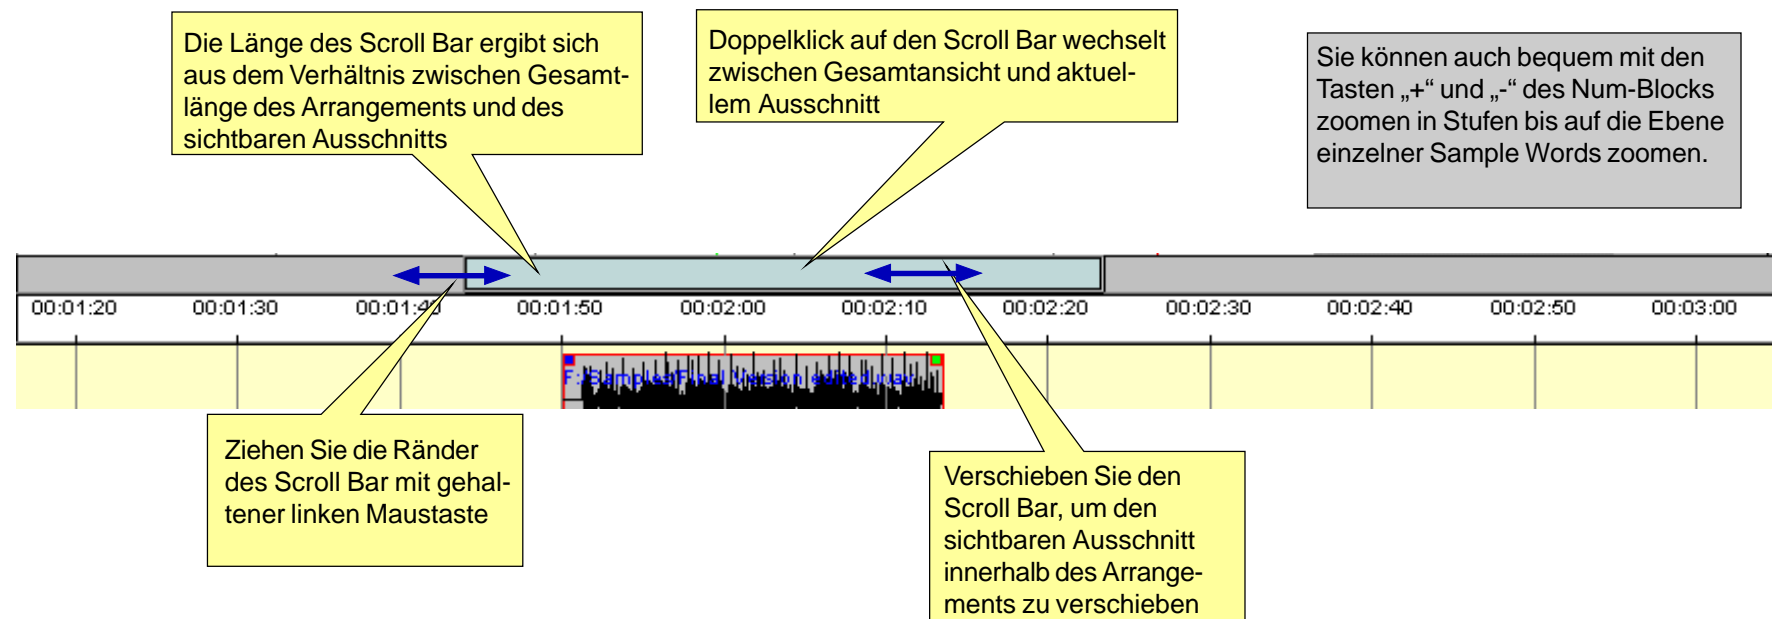 Die Länge des Scroll Bar ergibt sich
aus dem Verhältnis zwischen Gesamt-
länge des Arrangements und des
sichtbaren Ausschnitts
Doppelklick auf den Scroll Bar wechselt
zwischen Gesamtansicht und aktuel-
lem Ausschnitt
Sie können auch bequem mit den
Tasten „+“ und „-“ des Num-Blocks
zoomen in Stufen bis auf die Ebene
einzelner Sample Words zoomen.
00:01:20 00:01:30 00:01:40 00:01:50 00:02:00 00:02:10 00:02:20 00:02:30 00:02:40 00:02:50 00:03:00
F:/Samples/Final Version edited.wav
Ziehen Sie die Ränder
des Scroll Bar mit gehal-
tener linken Maustaste
Verschieben Sie den
Scroll Bar, um den
sichtbaren Ausschnitt
innerhalb des Arrange-
ments zu verschieben